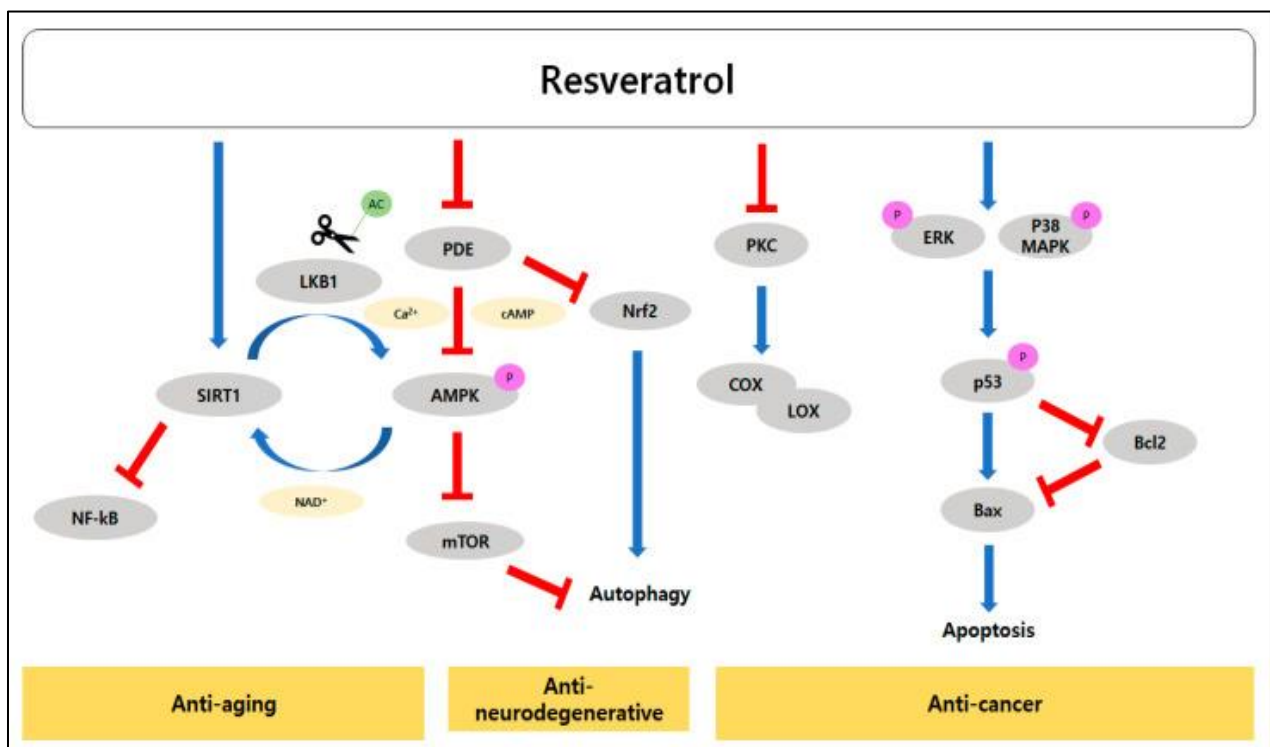 Resveratrol
AC
PDE
LKB1
Ca²⁺
cAMP
Nrf2
SIRT1
AMPK
P
NF-kB
NAD⁺
mTOR
Autophagy
PKC
COX
LOX
P
ERK
P38
MAPK
P
p53
P
Bcl2
Bax
Apoptosis
Anti-aging
Anti-
neurodegenerative
Anti-cancer